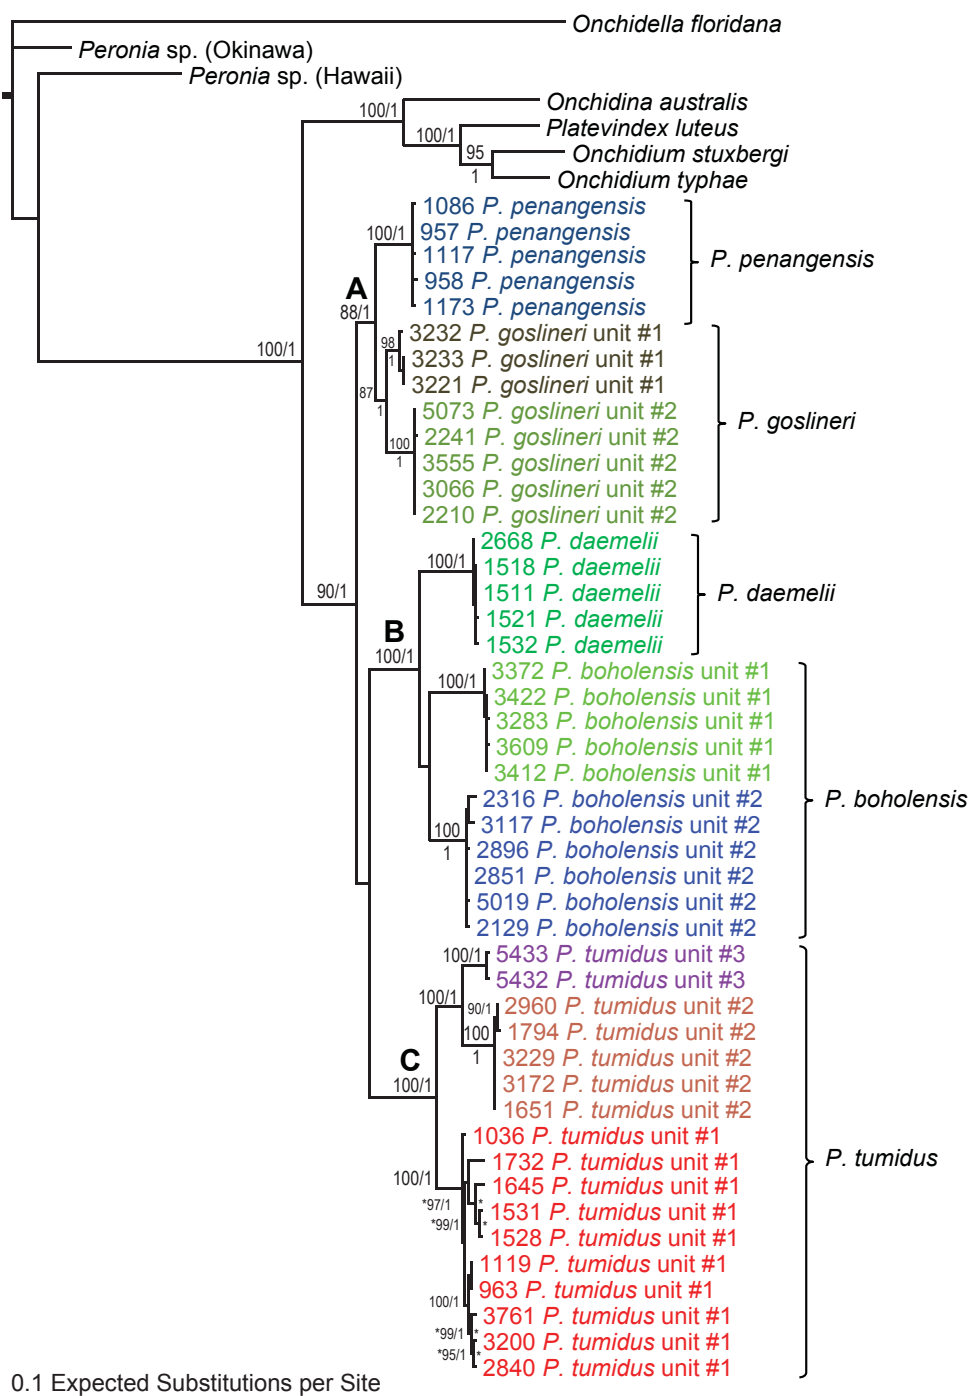 Onchidella floridana
Peronia sp. (Okinawa)
Peronia sp. (Hawaii)
Onchidina australis
100/1
Platevindex luteus
100/1
Onchidium stuxbergi
95
1
Onchidium typhae
1086 P. penangensis
957 P. penangensis
100/1
1117 P. penangensis
P. penangensis
958 P. penangensis
A
1173 P. penangensis
88/1
3232 P. goslineri unit #1
98
1
3233 P. goslineri unit #1
100/1
3221 P. goslineri unit #1
87
1
5073 P. goslineri unit #2
P. goslineri
2241 P. goslineri unit #2
100
1
3555 P. goslineri unit #2
3066 P. goslineri unit #2
2210 P. goslineri unit #2
2668 P. daemelii
100/1
1518 P. daemelii
90/1
1511 P. daemelii
P. daemelii
1521 P. daemelii
B
1532 P. daemelii
100/1
3372 P. boholensis unit #1
100/1
3422 P. boholensis unit #1
3283 P. boholensis unit #1
3609 P. boholensis unit #1
3412 P. boholensis unit #1
2316 P. boholensis unit #2
P. boholensis
3117 P. boholensis unit #2
100
1
2896 P. boholensis unit #2
2851 P. boholensis unit #2
5019 P. boholensis unit #2
2129 P. boholensis unit #2
5433 P. tumidus unit #3
100/1
5432 P. tumidus unit #3
100/1
2960 P. tumidus unit #2
90/1
1794 P. tumidus unit #2
100
1
3229 P. tumidus unit #2
C
3172 P. tumidus unit #2
100/1
1651 P. tumidus unit #2
1036 P. tumidus unit #1
1732 P. tumidus unit #1
P. tumidus
100/1
1645 P. tumidus unit #1
*97/1
*
1531 P. tumidus unit #1
*99/1
*
1528 P. tumidus unit #1
1119 P. tumidus unit #1
963 P. tumidus unit #1
100/1
3761 P. tumidus unit #1
*99/1
*
3200 P. tumidus unit #1
*95/1
*
2840 P. tumidus unit #1
0.1 Expected Substitutions per Site